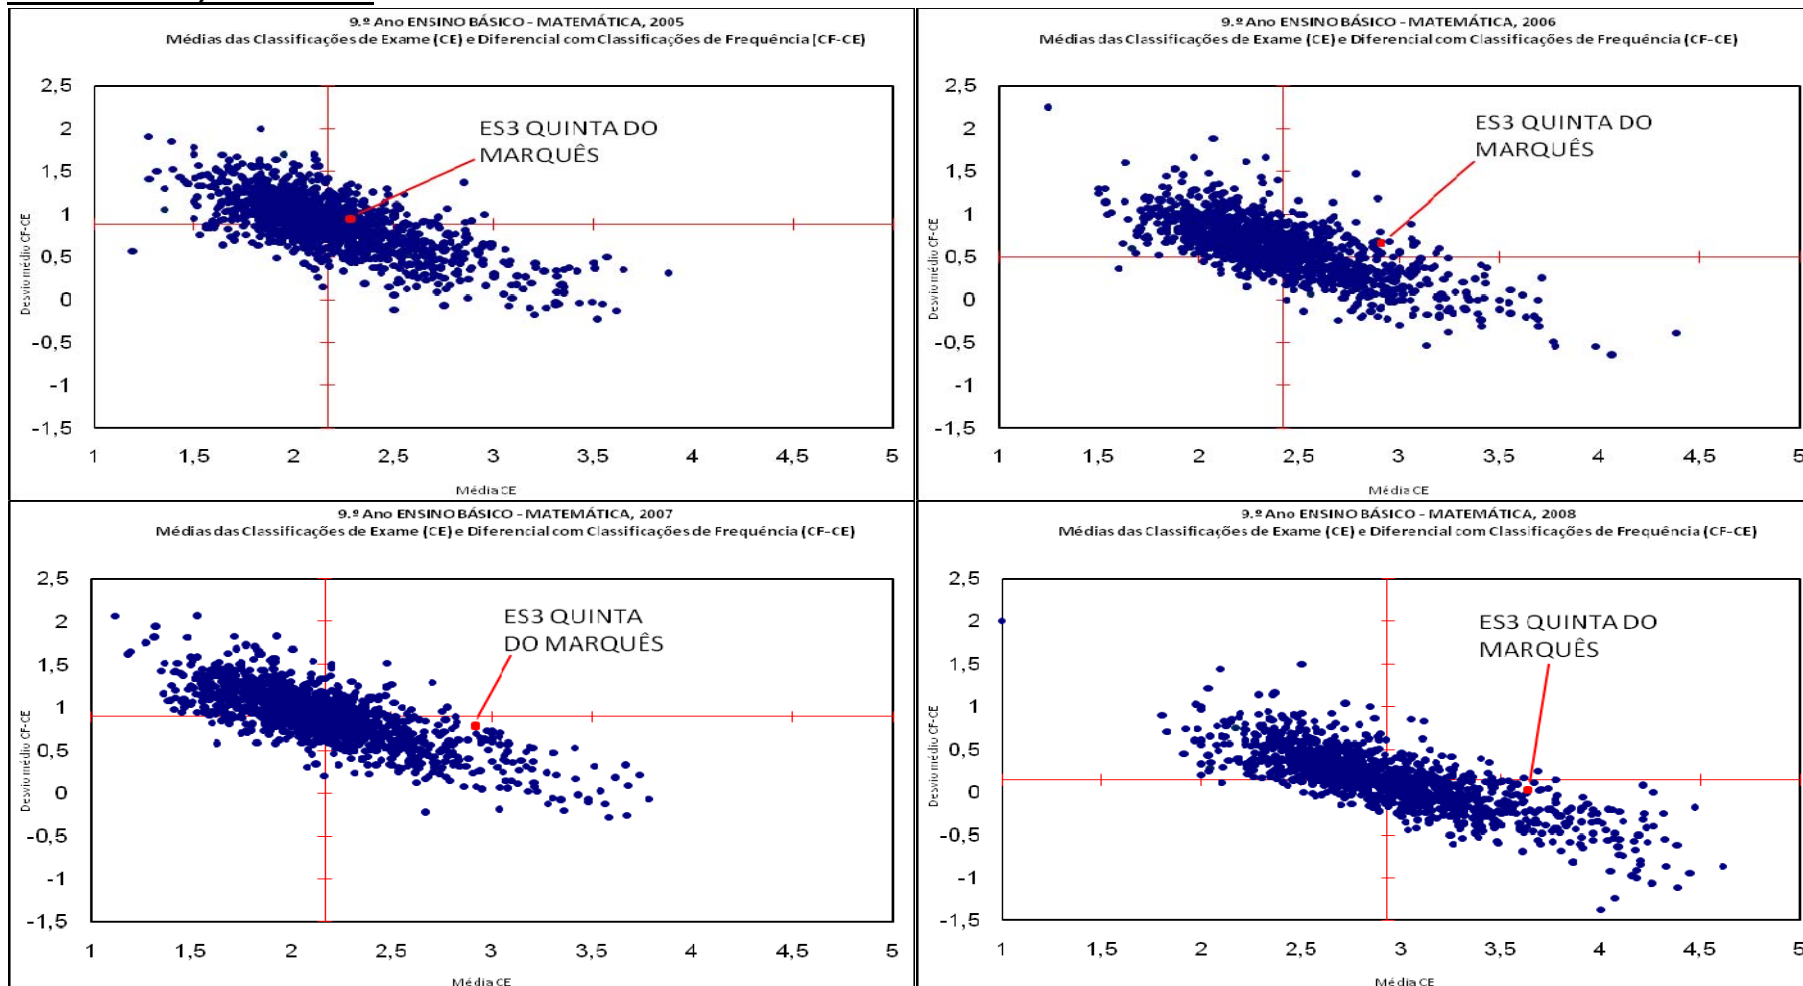 9.º Ano ENSINO BÁSICO - MATEMÁTICA, 2005
Médias das Classificações de Exame (CE) e Diferencial com Classificações de Frequência [CF-CE)
2,5
2
1,5
1
0,5
0
-0,5
-1
-1,5
Desvio médio CF-CE
ES3 QUINTA DO
MARQUÊS
1 1,5 2 2,5 3 3,5 4 4,5 5
Média CE
9.º Ano ENSINO BÁSICO - MATEMÁTICA, 2006
Médias das Classificações de Exame (CE) e Diferencial com Classificações de Frequência (CF-CE)
2,5
2
1,5
1
0,5
0
-0,5
-1
-1,5
Desvio médio CF-CE
ES3 QUINTA DO
MARQUÊS
1 1,5 2 2,5 3 3,5 4 4,5 5
Média CE
9.º Ano ENSINO BÁSICO - MATEMÁTICA, 2007
Médias das Classificações de Exame (CE) e Diferencial com Classificações de Frequência (CF-CE)
2,5
2
1,5
1
0,5
0
-0,5
-1
-1,5
Desvio médio CF-CE
ES3 QUINTA
DO MARQUÊS
1 1,5 2 2,5 3 3,5 4 4,5 5
Média CE
9.º Ano ENSINO BÁSICO - MATEMÁTICA, 2008
Médias das Classificações de Exame (CE) e Diferencial com Classificações de Frequência (CF-CE)
2,5
2
1,5
1
0,5
0
-0,5
-1
-1,5
Desvio médio CF-CE
ES3 QUINTA DO
MARQUÊS
1 1,5 2 2,5 3 3,5 4 4,5 5
Média CE